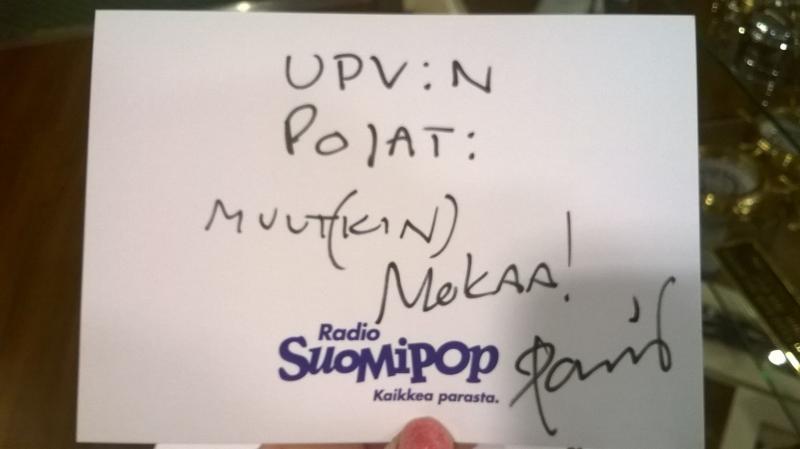 UPV:N
POJAT:
MUUT(KIN)
MOKAA!
Radio
SuoMiPOP
Kaikkea parasta.